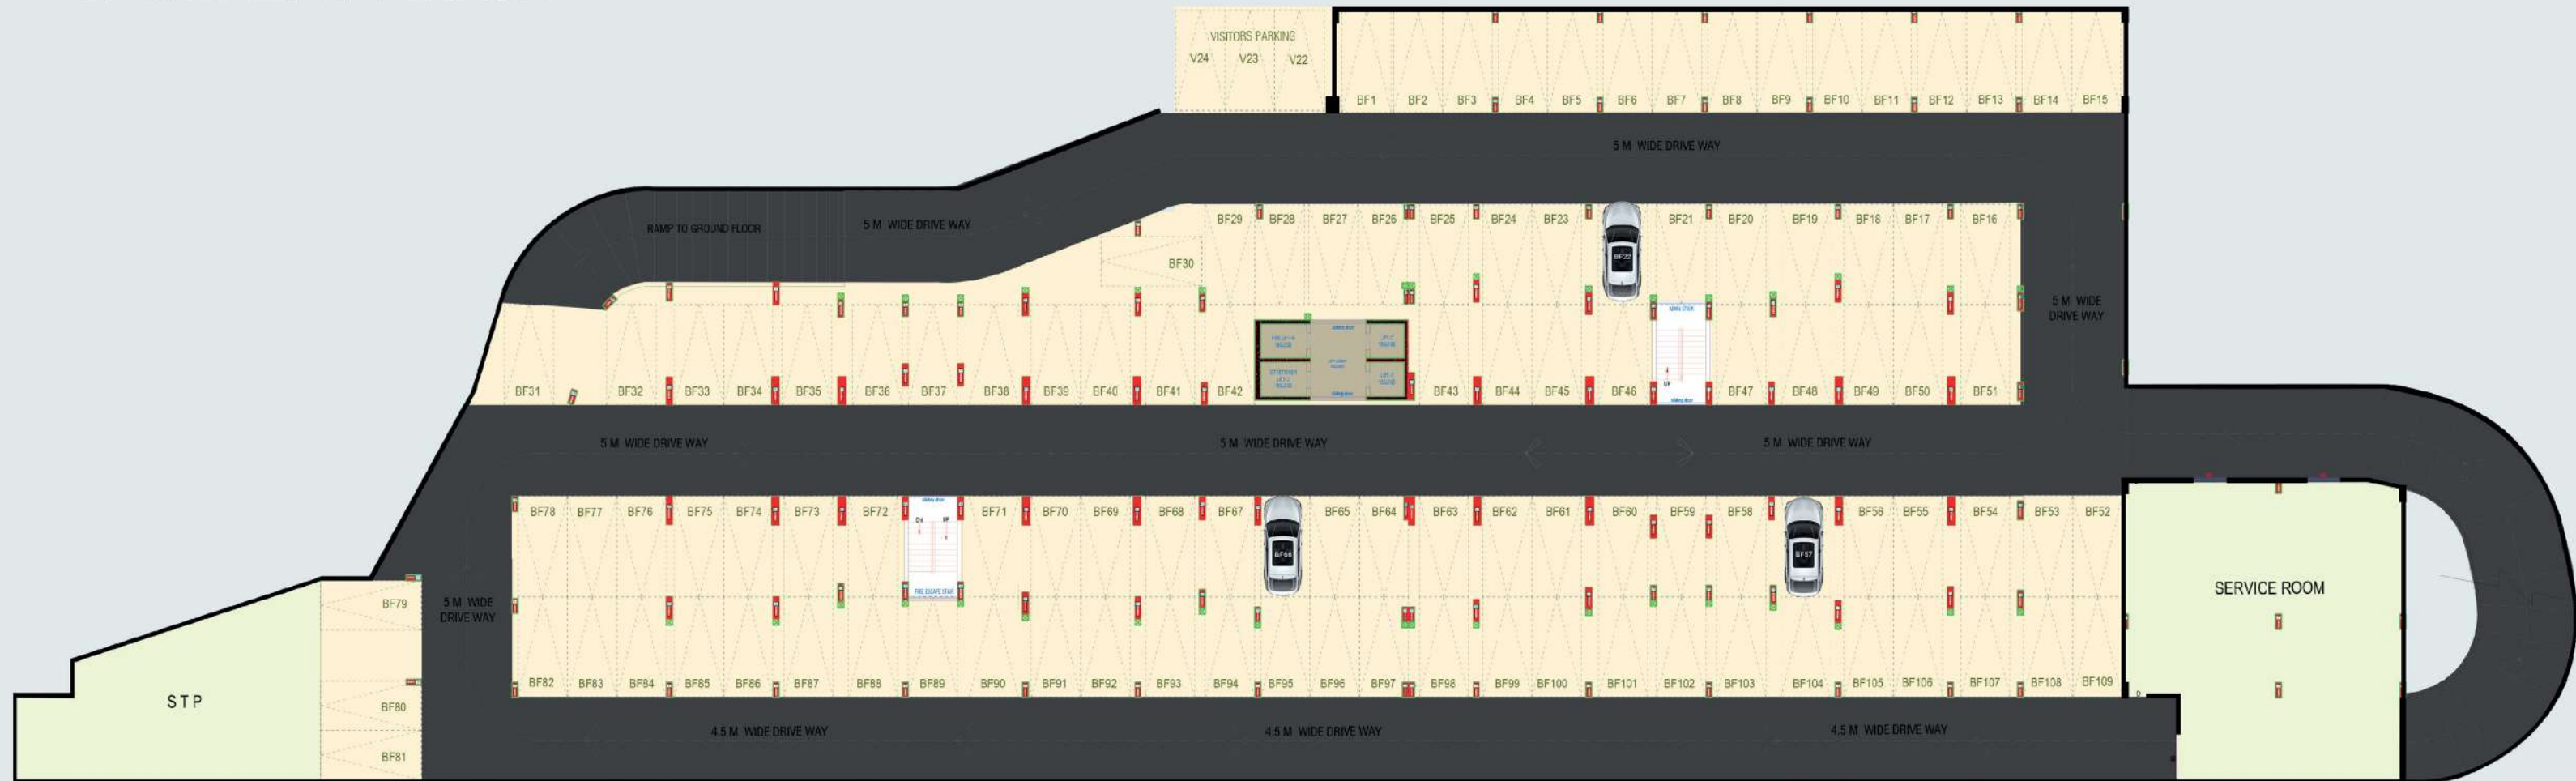 VISITORS PARKING
V24 V23 V22
BF1 BF2 BF3 BF4 BF5 BF6 BF7 BF8 BF9 BF10 BF11 BF12 BF13 BF14 BF15
5 M WIDE DRIVE WAY
RAMP TO GROUND FLOOR
5 M WIDE DRIVE WAY
BF29 BF28 BF27 BF26 BF25 BF24 BF23 BF21 BF20 BF19 BF18 BF17 BF16
BF22
BF30
5 M WIDE
DRIVE WAY
BF31 BF32 BF33 BF34 BF35 BF36 BF37 BF38 BF39 BF40 BF41 BF42 BF43 BF44 BF45 BF46 BF47 BF48 BF49 BF50 BF51
UP
5 M WIDE DRIVE WAY 5 M WIDE DRIVE WAY 5 M WIDE DRIVE WAY
BF78 BF77 BF76 BF75 BF74 BF73 BF72 BF71 BF70 BF69 BF68 BF67 BF65 BF64 BF63 BF62 BF61 BF60 BF59 BF58 BF56 BF55 BF54 BF53 BF52
DN UP
BF66 BF57
FIRE ESCAPE STAIR
SERVICE ROOM
BF79
5 M WIDE
DRIVE WAY
BF82 BF83 BF84 BF85 BF86 BF87 BF88 BF89 BF90 BF91 BF92 BF93 BF94 BF95 BF96 BF97 BF98 BF99 BF100 BF101 BF102 BF103 BF104 BF105 BF106 BF107 BF108 BF109
STP
BF80
BF81
4.5 M WIDE DRIVE WAY 4.5 M WIDE DRIVE WAY 4.5 M WIDE DRIVE WAY